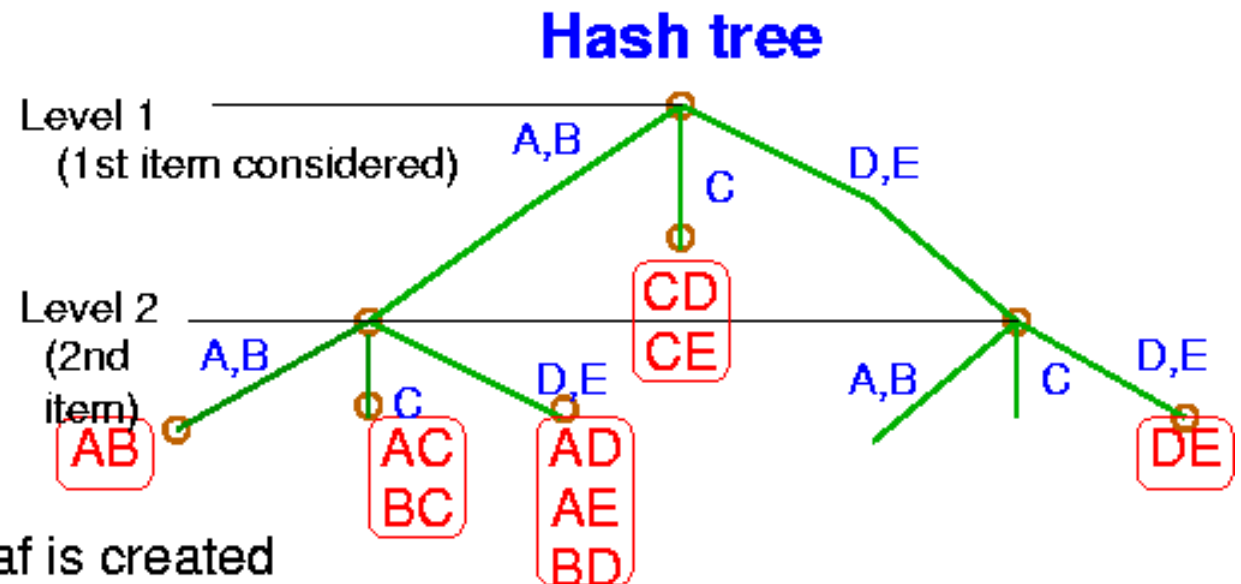 Hash tree
Level 1
(1st item considered)
A,B
C
D,E
CD
CE
Level 2
(2nd
item)
A,B
C
D,E
A,B
C
D,E
AB
AC
BC
AD
AE
BD
DE
af is created